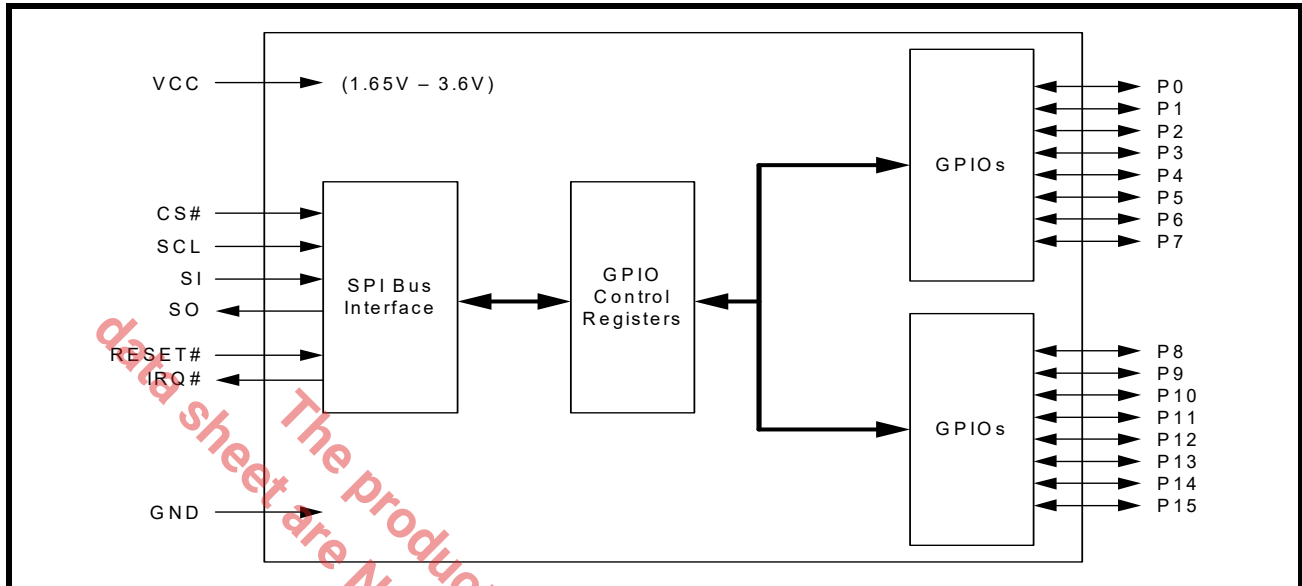 VCC
(1.65V – 3.6V)
CS#
SCL
SI
SO
RESET#
IRQ#
GND
SPI Bus
Interface
GPIO
Control
Registers
GPIOs
P0
P1
P2
P3
P4
P5
P6
P7
GPIOs
P8
P9
P10
P11
P12
P13
P14
P15
The produc
data sheet are